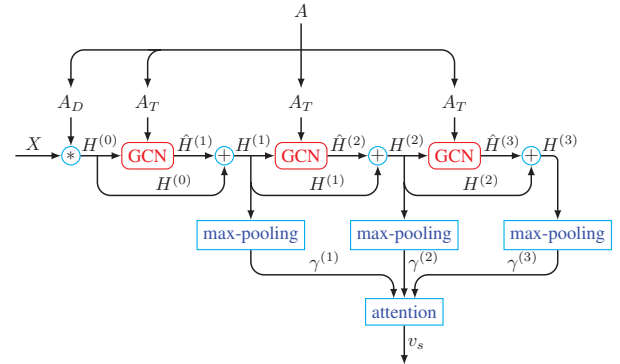 A
A_D A_T A_T A_T
X * H^{(0)} GCN Ĥ^{(1)} + H^{(1)} GCN Ĥ^{(2)} + H^{(2)} GCN Ĥ^{(3)} + H^{(3)}
H^{(0)} H^{(1)} H^{(2)}
max-pooling max-pooling max-pooling
γ^{(1)} γ^{(2)} γ^{(3)}
attention
v_s